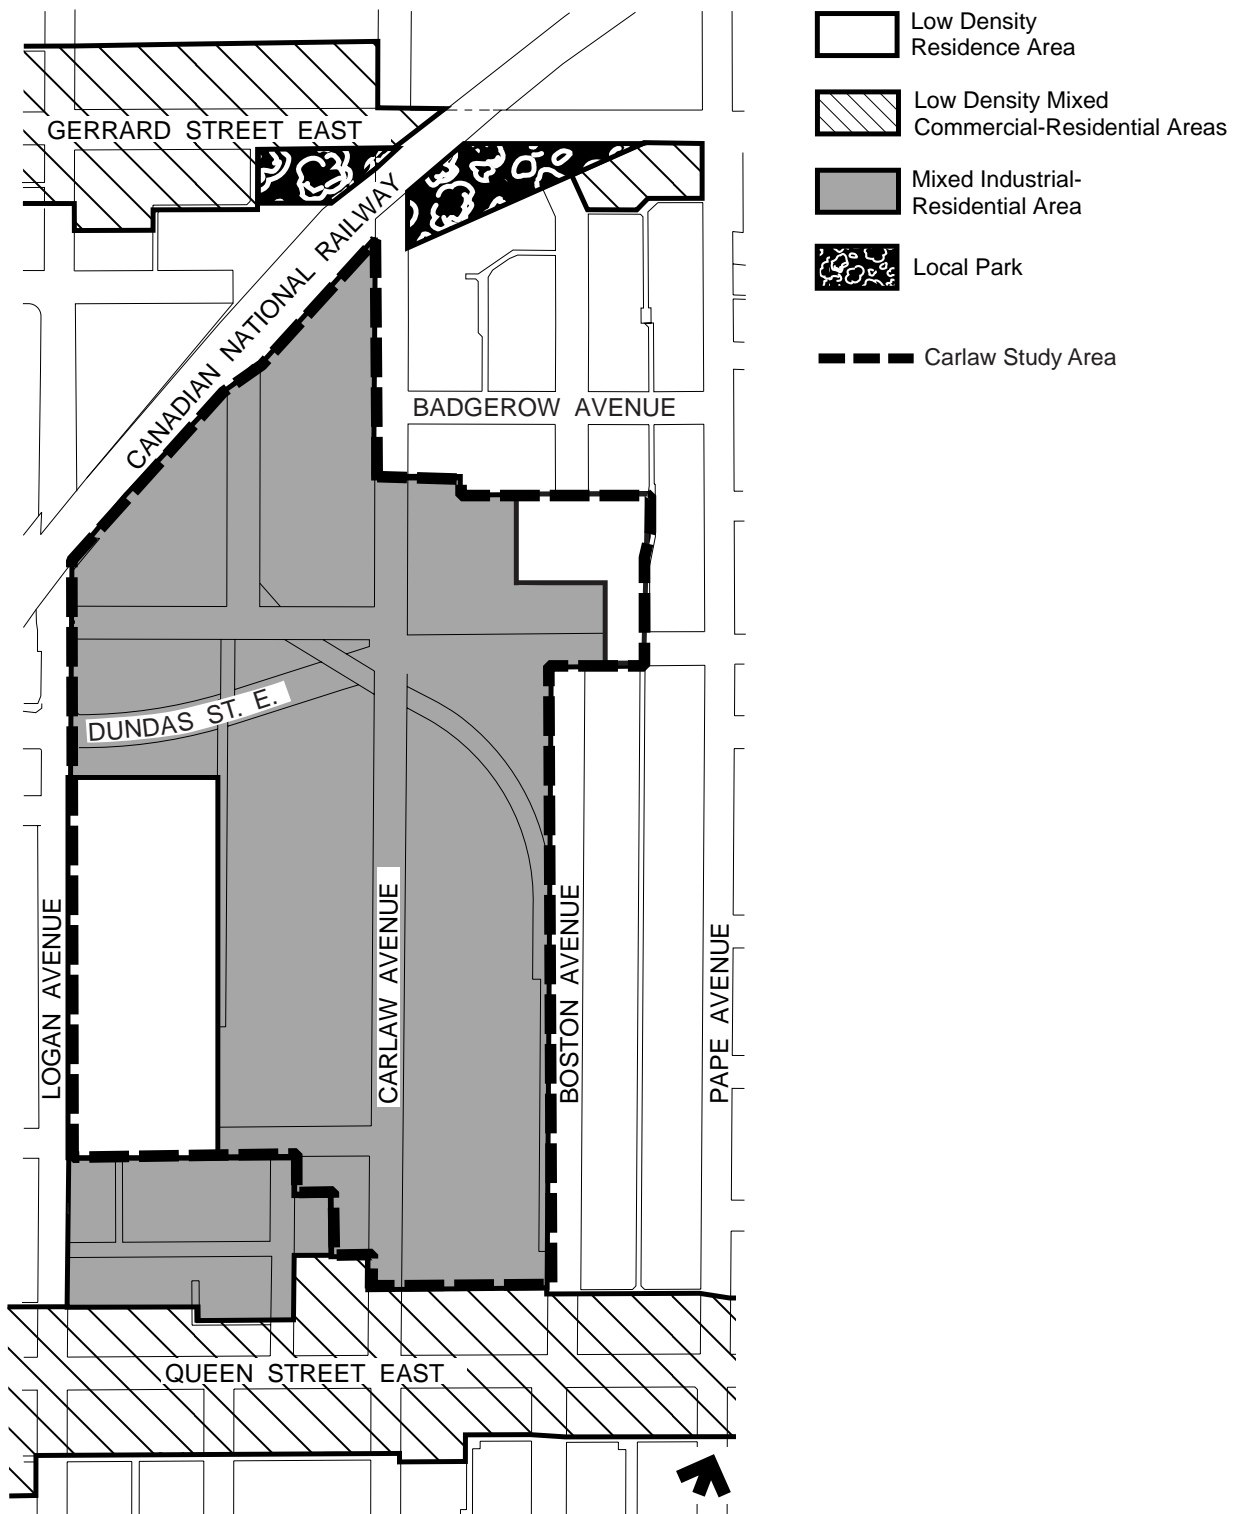 Low Density
Residence Area
Low Density Mixed
Commercial-Residential Areas
Mixed Industrial-
Residential Area
Local Park
Carlaw Study Area
GERRARD STREET EAST
CANADIAN NATIONAL RAILWAY
BADGEROW AVENUE
DUNDAS ST. E.
LOGAN AVENUE
CARLAW AVENUE
BOSTON AVENUE
PAPE AVENUE
QUEEN STREET EAST